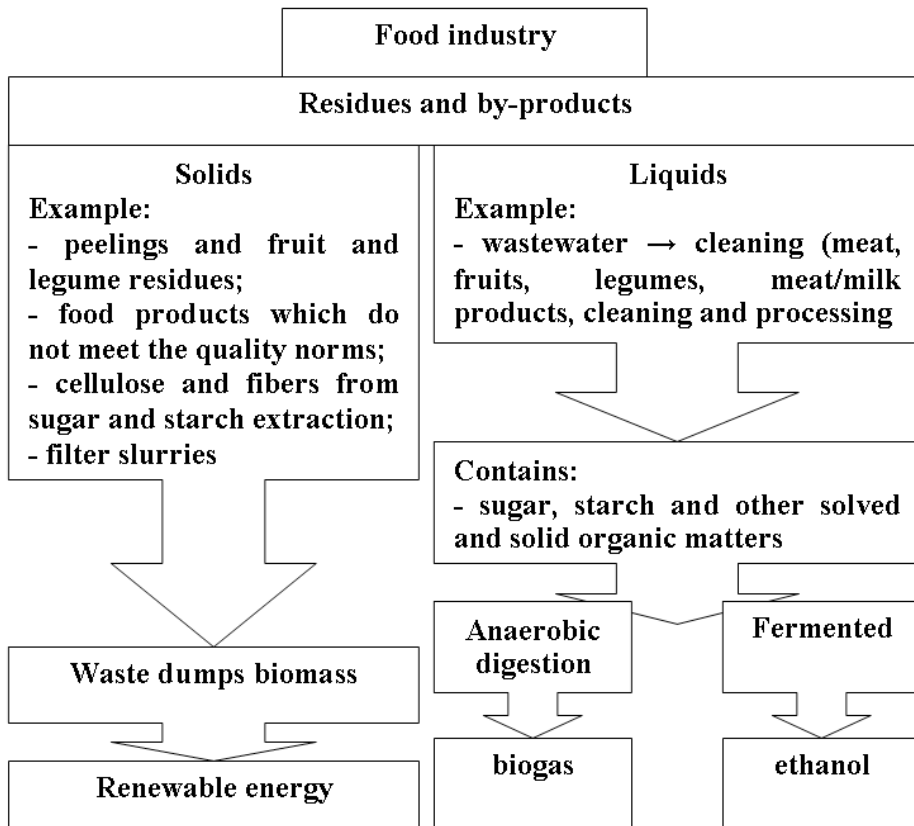 Food industry
Residues and by-products
Solids
Example:
- peelings and fruit and
legume residues;
- food products which do
not meet the quality norms;
- cellulose and fibers from
sugar and starch extraction;
- filter slurries
Waste dumps biomass
Renewable energy
Liquids
Example:
- wastewater → cleaning (meat,
fruits, legumes, meat/milk
products, cleaning and processing
Contains:
- sugar, starch and other solved
and solid organic matters
Anaerobic
digestion
biogas
Fermented
ethanol